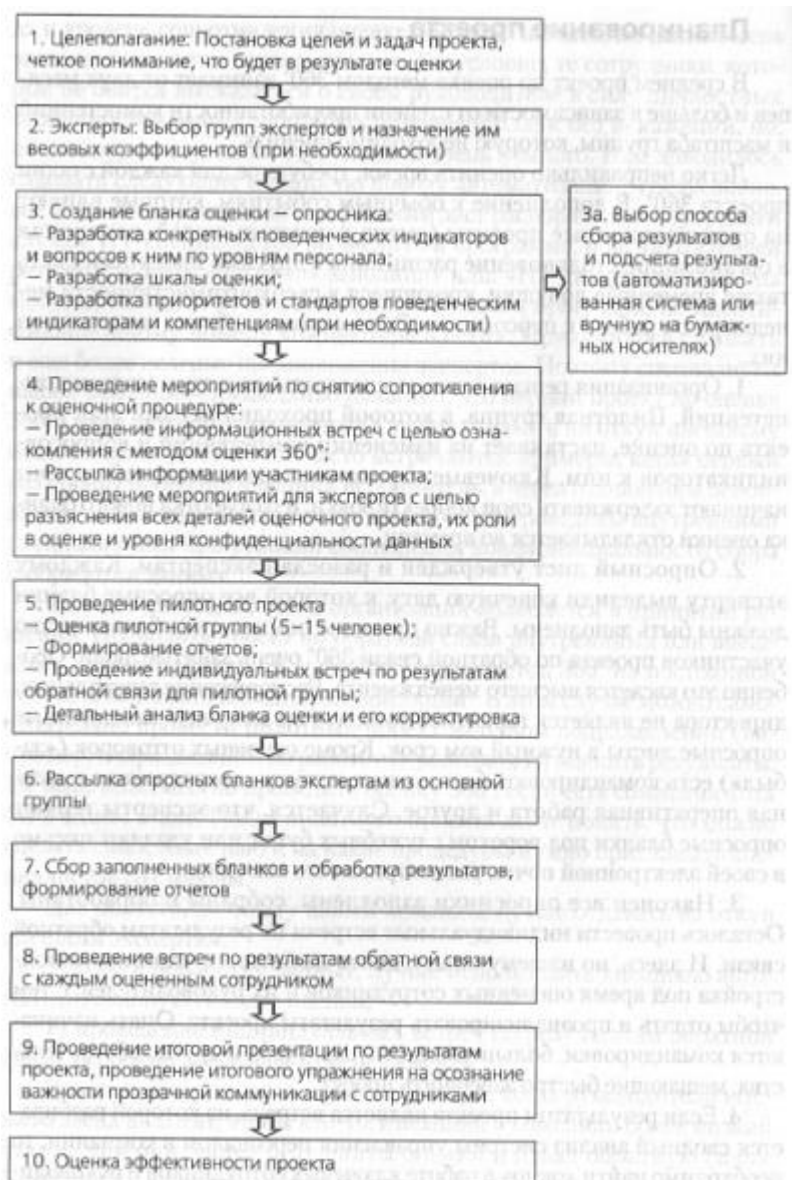 1. Целеполагание: Постановка целей и задач проекта,
четкое понимание, что будет в результате оценки
2. Эксперты: Выбор групп экспертов и назначение им
весовых коэффициентов (при необходимости)
3. Создание бланка оценки — опросника:
— Разработка конкретных поведенческих индикаторов
и вопросов к ним по уровням персонала;
— Разработка шкалы оценки;
— Разработка приоритетов и стандартов поведенческим
индикаторам и компетенциям (при необходимости)
3а. Выбор способа
сбора результатов
и подсчета результа-
тов (автоматизиро-
ванная система или
вручную на бумаж-
ных носителях)
4. Проведение мероприятий по снятию сопротивления
к оценочной процедуре:
— Проведение информационных встреч с целью озна-
комления с методом оценки 360°;
— Рассылка информации участникам проекта;
— Проведение мероприятий для экспертов с целью
разъяснения всех деталей оценочного проекта, их роли
в оценке и уровня конфиденциальности данных
5. Проведение пилотного проекта
— Оценка пилотной группы (5–15 человек);
— Формирование отчетов;
— Проведение индивидуальных встреч по результатам
обратной связи для пилотной группы;
— Детальный анализ бланка оценки и его корректировка
6. Рассылка опросных бланков экспертам из основной
группы
7. Сбор заполненных бланков и обработка результатов,
формирование отчетов
8. Проведение встреч по результатам обратной связи
с каждым оцененным сотрудником
9. Проведение итоговой презентации по результатам
проекта, проведение итогового упражнения на осознание
важности прозрачной коммуникации с сотрудниками
10. Оценка эффективности проекта